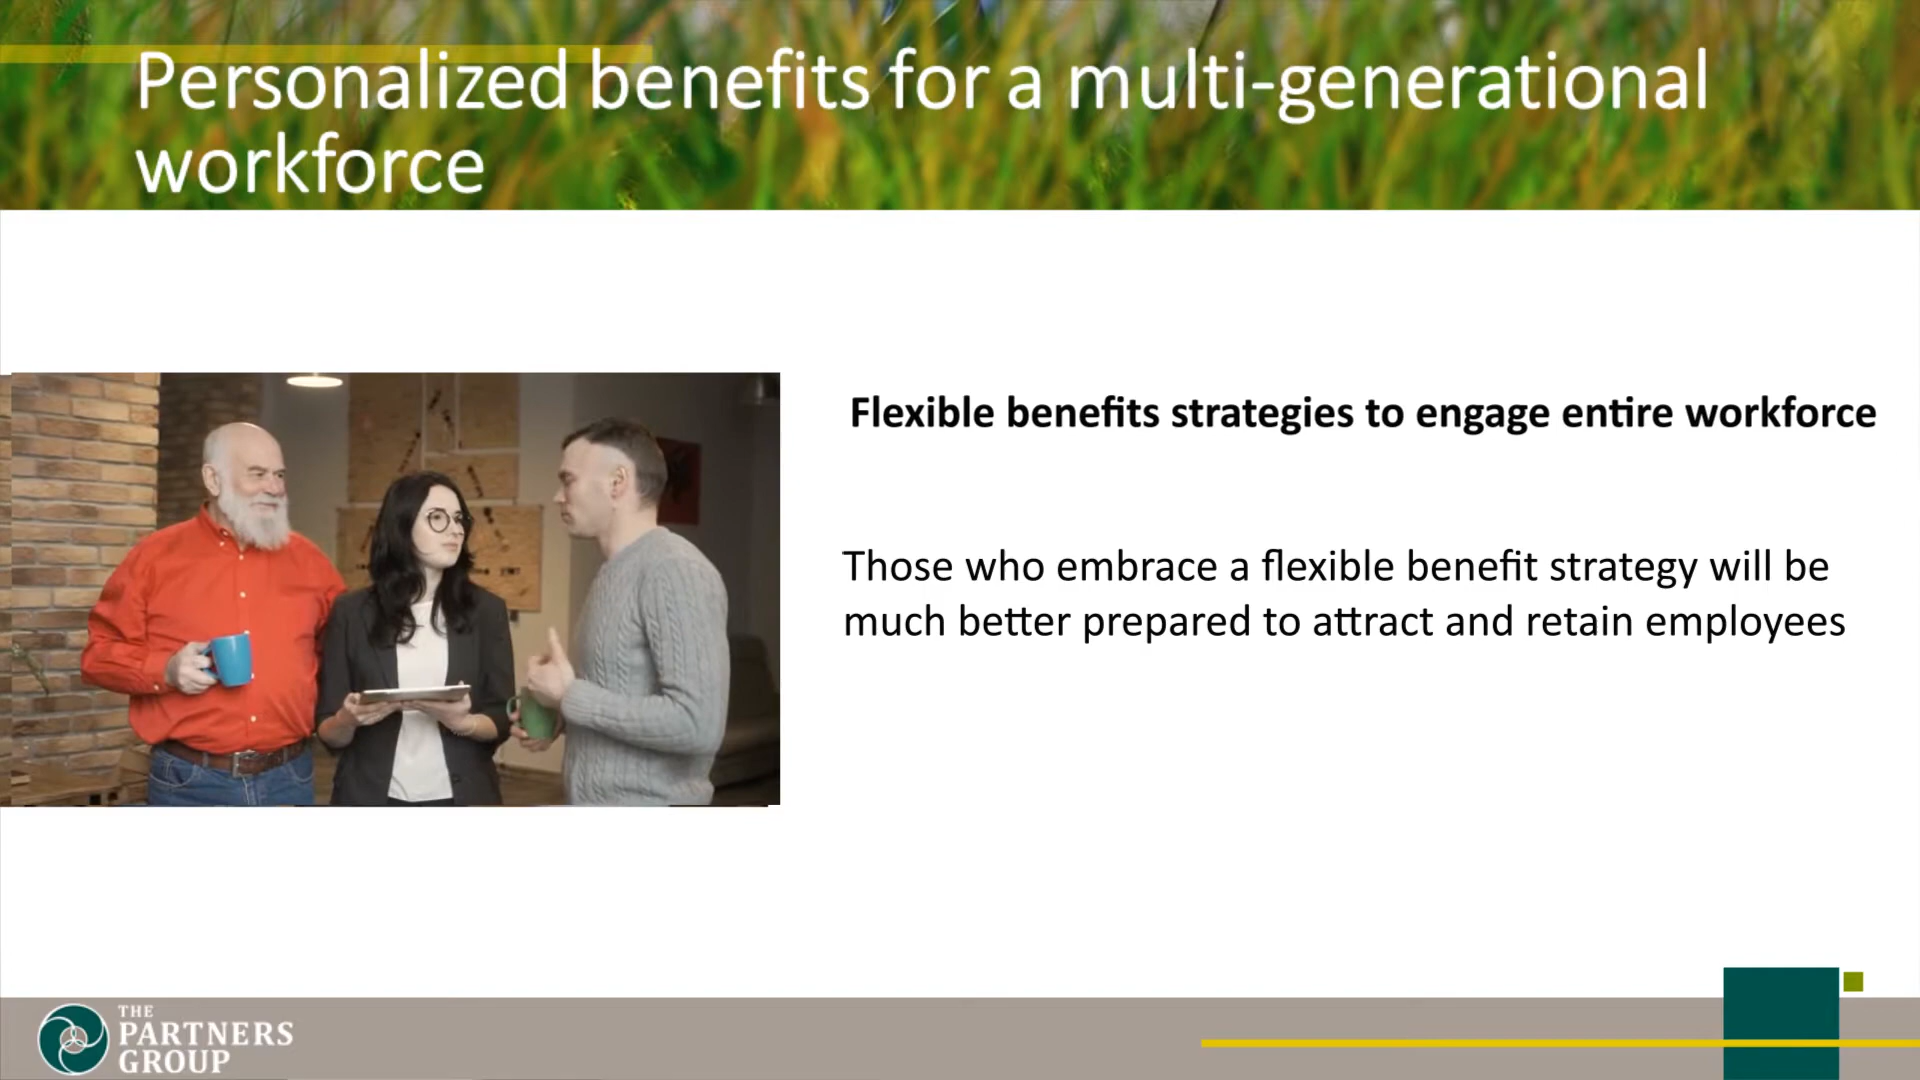 Personalized benefits for a multi-generational
workforce
Flexible benefits strategies to engage entire workforce
Those who embrace a flexible benefit strategy will be
much better prepared to attract and retain employees
THE
PARTNERS
GROUP